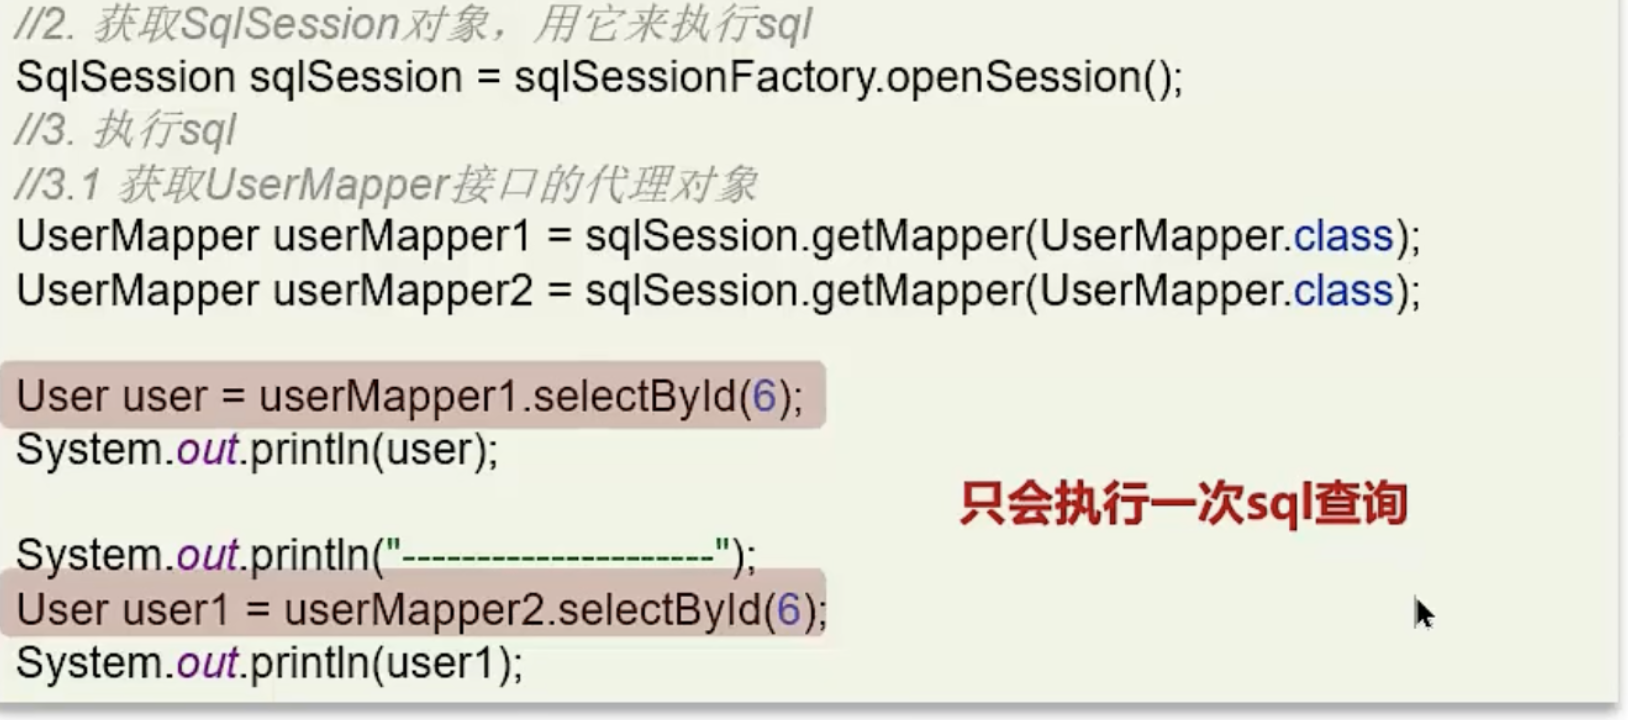 //2. 获取SqlSession对象，用它来执行sql
SqlSession sqlSession = sqlSessionFactory.openSession();
//3. 执行sql
//3.1 获取UserMapper接口的代理对象
UserMapper userMapper1 = sqlSession.getMapper(UserMapper.class);
UserMapper userMapper2 = sqlSession.getMapper(UserMapper.class);
User user = userMapper1.selectById(6);
System.out.println(user);
只会执行一次sql查询
System.out.println("---------------------");
User user1 = userMapper2.selectById(6);
System.out.println(user1);